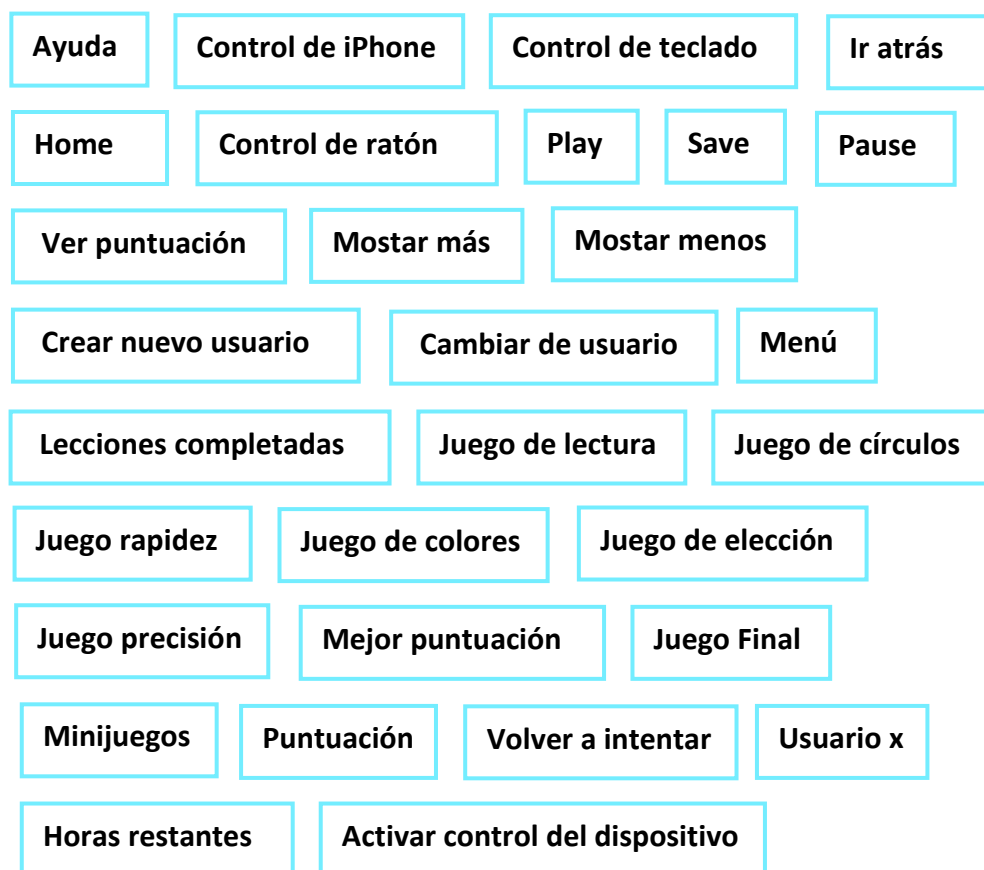 Ayuda Control de iPhone Control de teclado Ir atrás
Home Control de ratón Play Save Pause
Ver puntuación Mostar más Mostar menos
Crear nuevo usuario Cambiar de usuario Menú
Lecciones completadas Juego de lectura Juego de círculos
Juego rapidez Juego de colores Juego de elección
Juego precisión Mejor puntuación Juego Final
Minijuegos Puntuación Volver a intentar Usuario x
Horas restantes Activar control del dispositivo